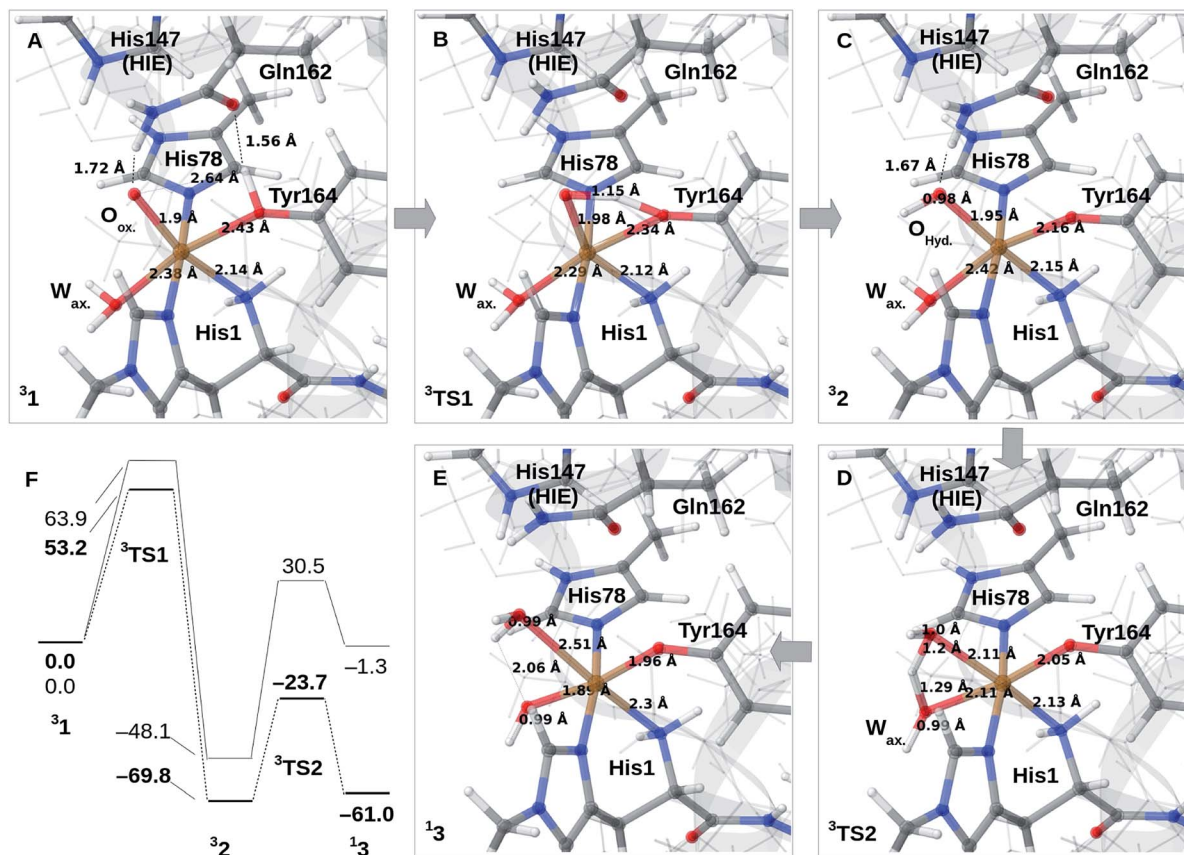 A
His147
(HIE)
Gln162
1.56 Å
1.72 Å
His78
2.64 Å
Tyr164
O ox.
1.9 Å
2.43 Å
2.38 Å
2.14 Å
W ax.
His1
³1
B
His147
(HIE)
Gln162
His78
1.15 Å
Tyr164
1.98 Å
2.34 Å
2.29 Å
2.12 Å
W ax.
His1
³TS1
C
His147
(HIE)
Gln162
1.67 Å
His78
0.98 Å
Tyr164
1.95 Å
2.16 Å
O Hyd.
2.42 Å
2.15 Å
W ax.
His1
³2
F
63.9
53.2
³TS1
30.5
0.0
0.0
–1.3
–23.7
³1
–48.1
³TS2
–69.8
–61.0
³2
¹3
E
His147
(HIE)
Gln162
His78
0.99 Å
Tyr164
2.51 Å
2.06 Å
1.96 Å
1.89 Å
2.3 Å
0.99 Å
His1
¹3
D
His147
(HIE)
Gln162
His78
1.0 Å
Tyr164
1.2 Å
2.11 Å
2.05 Å
1.29 Å
2.11 Å
2.13 Å
W ax.
0.99 Å
His1
³TS2